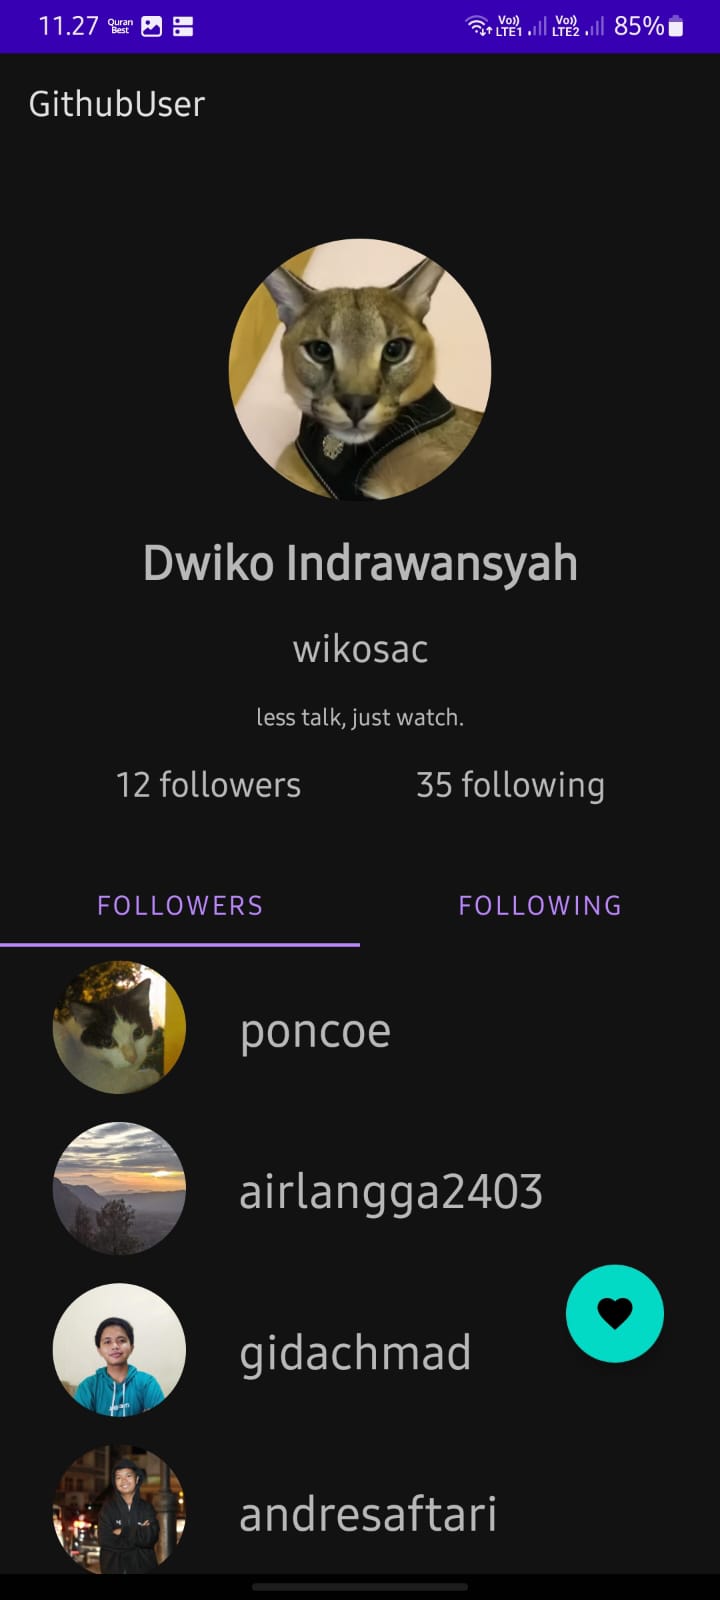 11.27 Quran Best Vo)) LTE1 Vo)) LTE2 85%
GithubUser
Dwiko Indrawansyah
wikosac
less talk, just watch.
12 followers 35 following
FOLLOWERS FOLLOWING
poncoe
airlangga2403
gidachmad
andresaftari